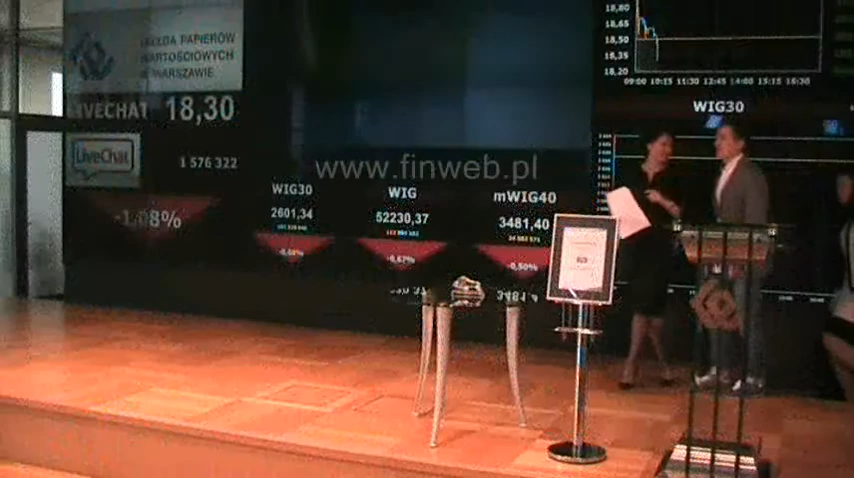 GIEŁDA PAPIERÓW
WARTOŚCIOWYCH
W WARSZAWIE
LIVECHAT 18,30
LiveChat
1 576 322
-1,08%
www.finweb.pl
WIG30
2601,34
-0,68%
WIG
52230,37
-0,67%
mWIG40
3481,40
-0,50%
18,80
18,65
18,50
18,35
18,20
09:00 10:15 11:30 12:45 14:00 15:15 16:30
WIG30